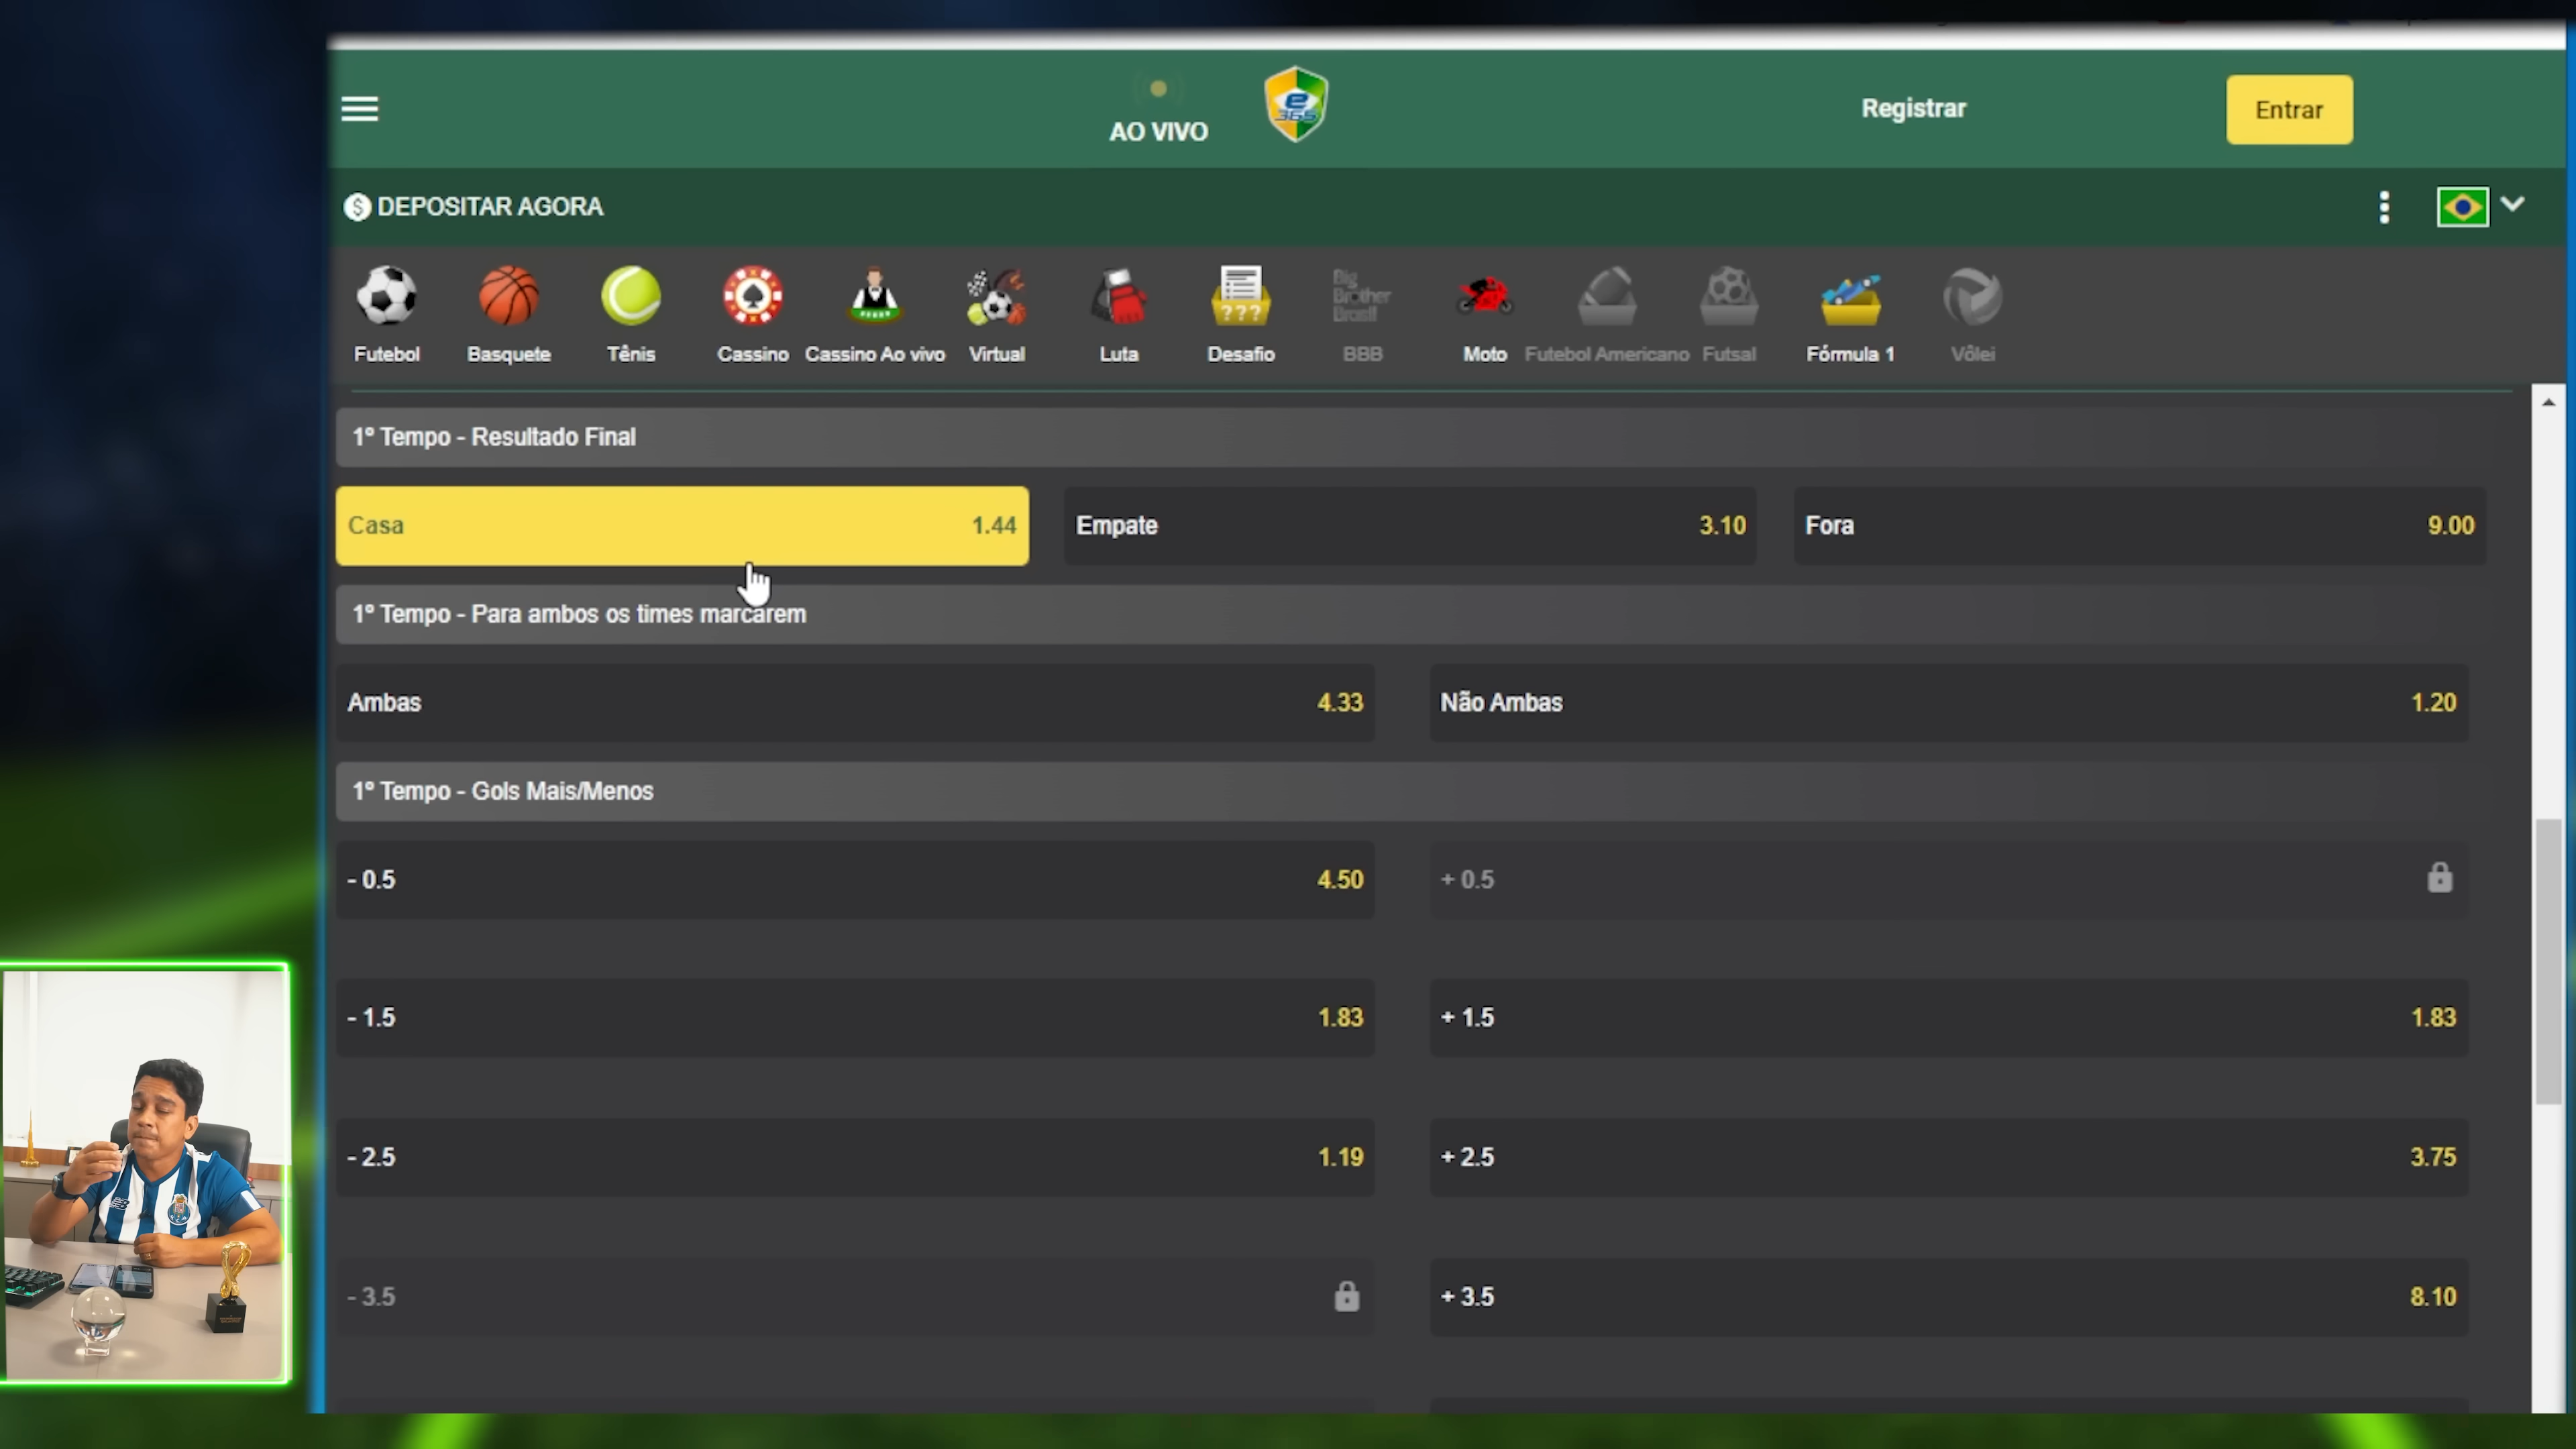 AO VIVO
e
365
Registrar
Entrar
DEPOSITAR AGORA
Futebol
Basquete
Tênis
Cassino
Cassino Ao vivo
Virtual
Luta
???
Desafio
Big
Brother
Brasil
BBB
Moto
Futebol Americano
Futsal
Fórmula 1
Vôlei
1º Tempo - Resultado Final
Casa 1.44
Empate 3.10
Fora 9.00
1º Tempo - Para ambos os times marcarem
Ambas 4.33
Não Ambas 1.20
1º Tempo - Gols Mais/Menos
- 0.5 4.50
+ 0.5
- 1.5 1.83
+ 1.5 1.83
- 2.5 1.19
+ 2.5 3.75
- 3.5
+ 3.5 8.10